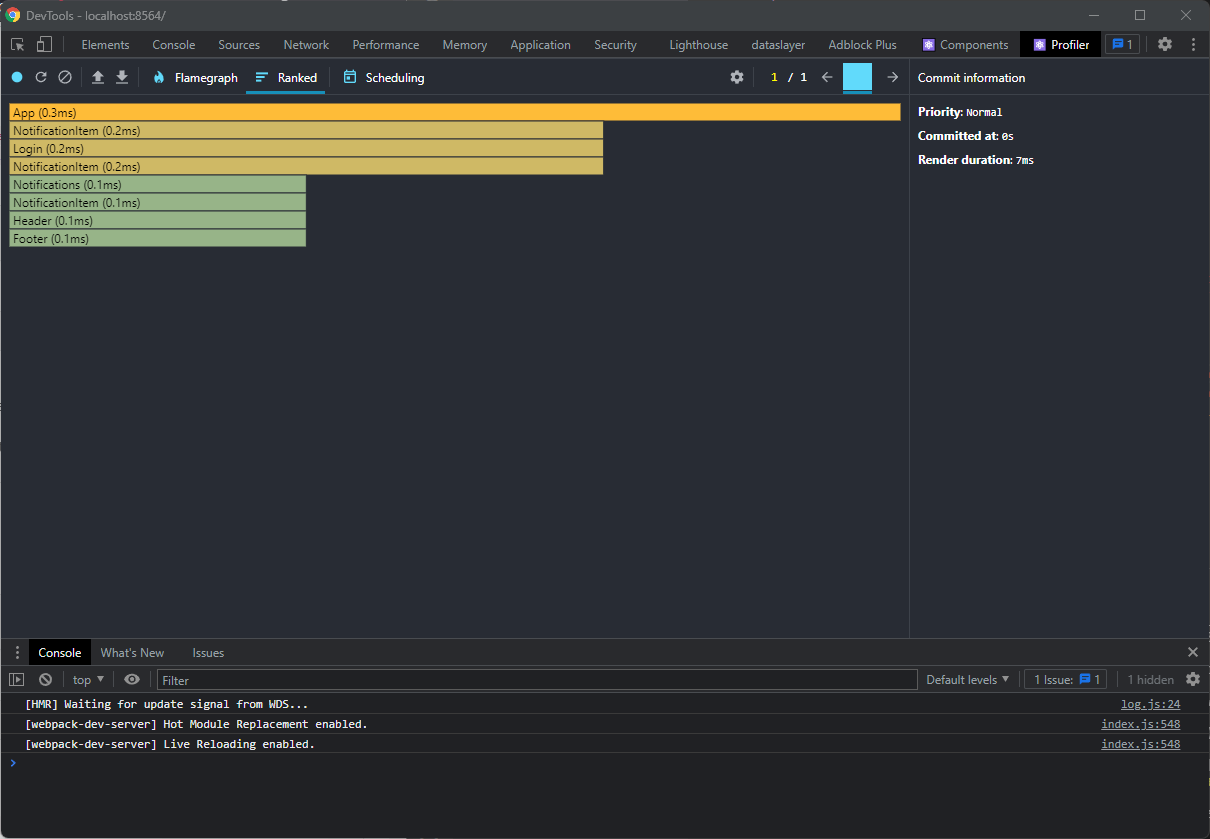 DevTools - localhost:8564/
Elements Console Sources Network Performance Memory Application Security Lighthouse dataslayer Adblock Plus Components Profiler 1
Flamegraph Ranked Scheduling 1 / 1 Commit information
App (0.3ms)
NotificationItem (0.2ms)
Login (0.2ms)
NotificationItem (0.2ms)
Notifications (0.1ms)
NotificationItem (0.1ms)
Header (0.1ms)
Footer (0.1ms)
Priority: Normal
Committed at: 0s
Render duration: 7ms
Console What's New Issues
top Filter Default levels 1 Issue: 1 1 hidden
[HMR] Waiting for update signal from WDS... log.js:24
[webpack-dev-server] Hot Module Replacement enabled. index.js:548
[webpack-dev-server] Live Reloading enabled. index.js:548